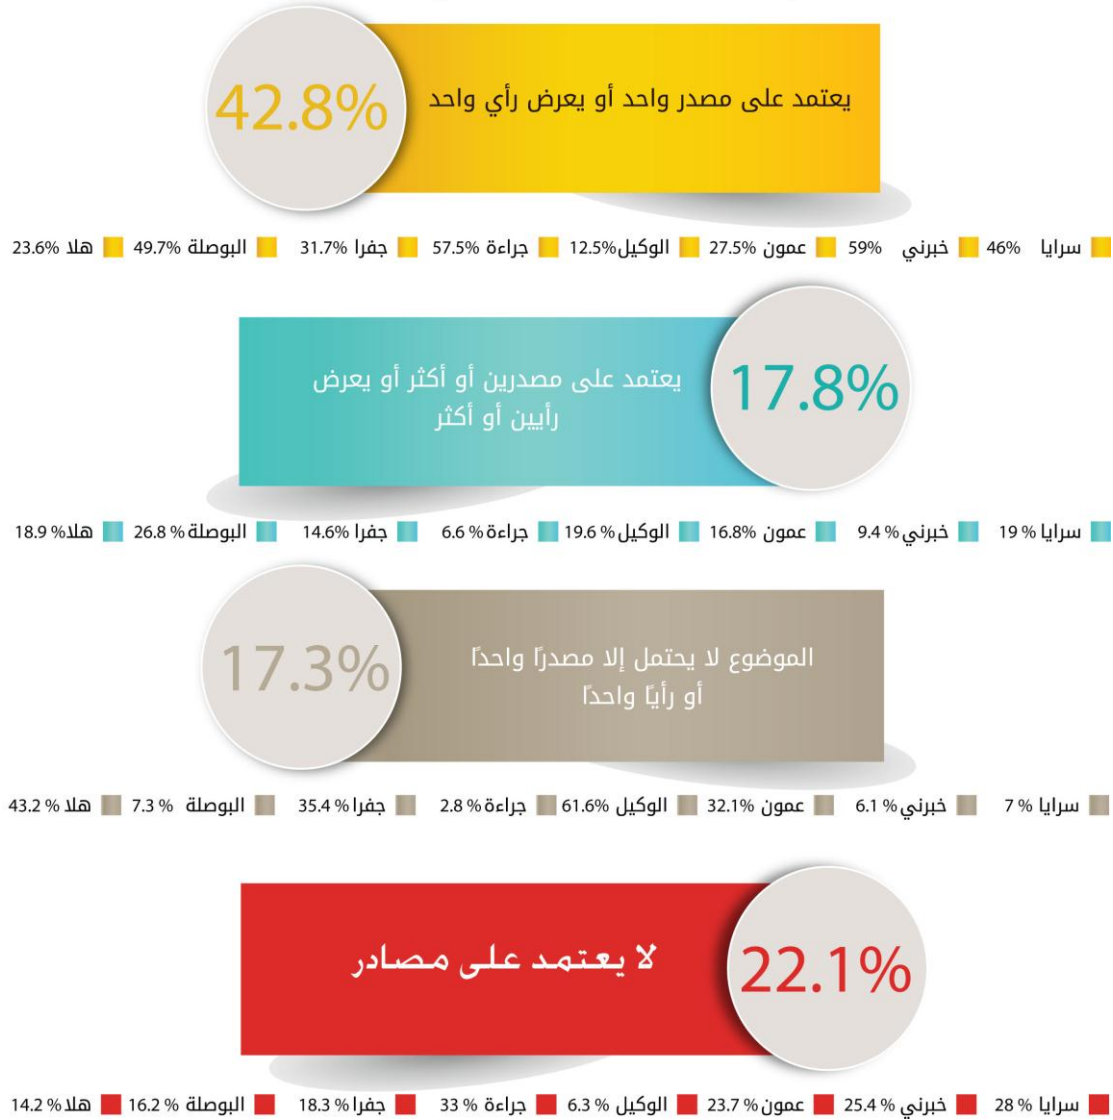 42.8%
يعتمد على مصدر واحد أو يعرض رأي واحد
سرايا 46% خبرني 59% عمون 27.5% الوكيل 12.5% جراءة 57.5% جفرا 31.7% البوصلة 49.7% هلا 23.6%
17.8%
يعتمد على مصدرين أو أكثر أو يعرض
رأيين أو أكثر
سرايا 19 % خبرني 9.4 % عمون 16.8% الوكيل 19.6 % جراءة 6.6 % جفرا 14.6% البوصلة 26.8 % هلا 18.9 %
17.3%
الموضوع لا يحتمل إلا مصدرًا واحدًا
أو رأيًا واحدًا
سرايا 7 % خبرني 6.1 % عمون 32.1% الوكيل 61.6% جراءة 2.8 % جفرا 35.4 % البوصلة 7.3 % هلا 43.2 %
22.1%
لا يعتمد على مصادر
سرايا 28 % خبرني 25.4 % عمون 23.7 % الوكيل 6.3 % جراءة 33 % جفرا 18.3 % البوصلة 16.2 % هلا 14.2 %